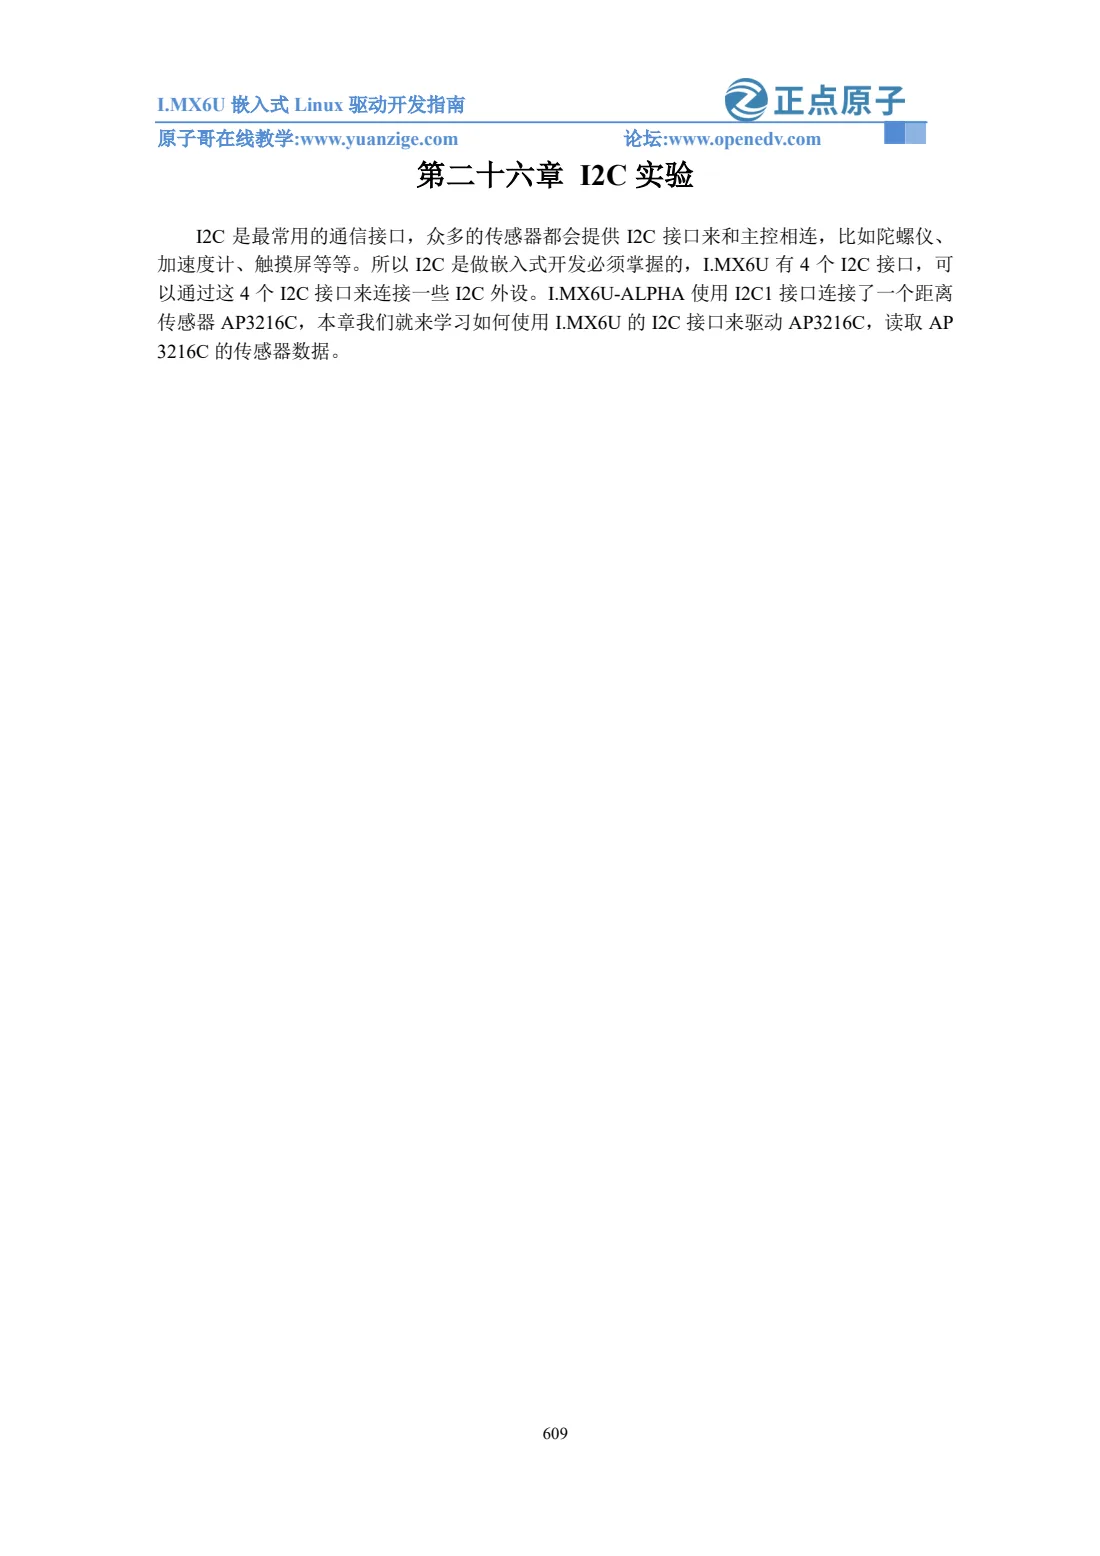 I.MX6U 嵌入式 Linux 驱动开发指南
正点原子
原子哥在线教学:www.yuanzige.com 论坛:www.openedv.com
第二十六章 I2C 实验
I2C 是最常用的通信接口，众多的传感器都会提供 I2C 接口来和主控相连，比如陀螺仪、
加速度计、触摸屏等等。所以 I2C 是做嵌入式开发必须掌握的，I.MX6U 有 4 个 I2C 接口，可
以通过这 4 个 I2C 接口来连接一些 I2C 外设。I.MX6U-ALPHA 使用 I2C1 接口连接了一个距离
传感器 AP3216C，本章我们就来学习如何使用 I.MX6U 的 I2C 接口来驱动 AP3216C，读取 AP
3216C 的传感器数据。
609